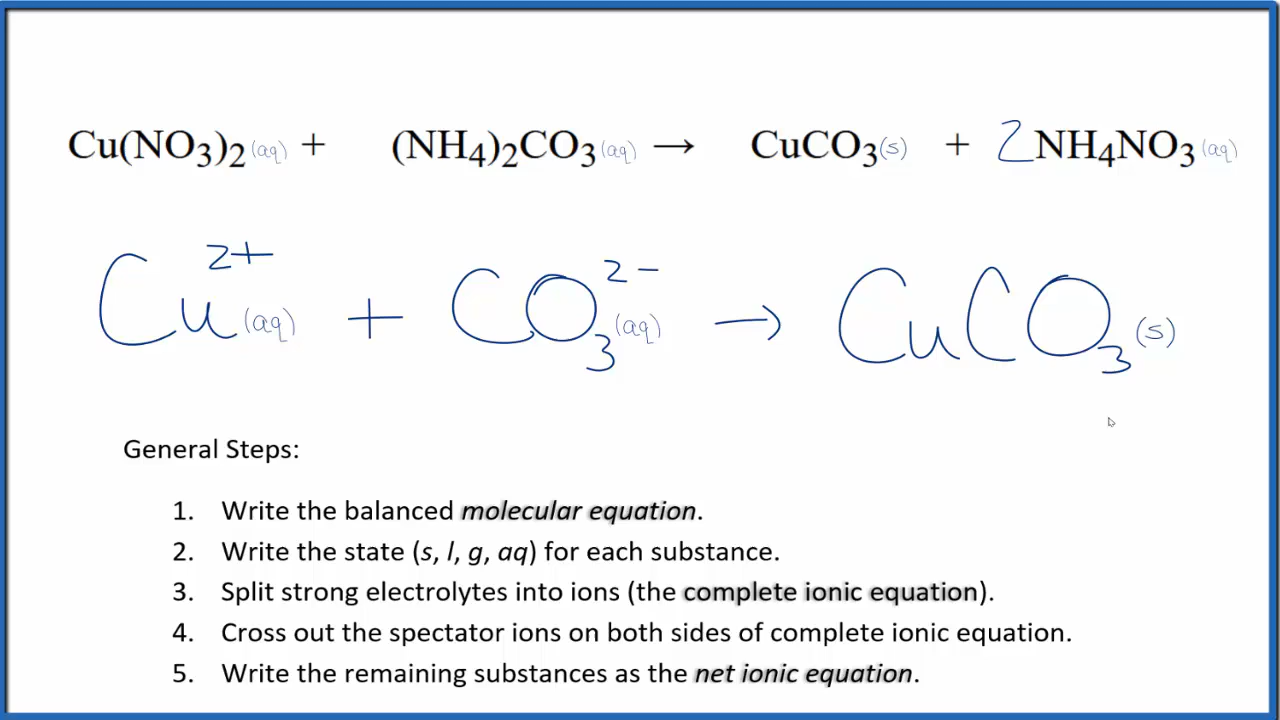 Cu(NO3)2 (aq) + (NH4)2CO3 (aq) → CuCO3 (s) + 2 NH4NO3 (aq)
Cu²⁺ (aq) + CO₃²⁻ (aq) → CuCO₃ (s)
General Steps:
1. Write the balanced molecular equation.
2. Write the state (s, l, g, aq) for each substance.
3. Split strong electrolytes into ions (the complete ionic equation).
4. Cross out the spectator ions on both sides of complete ionic equation.
5. Write the remaining substances as the net ionic equation.